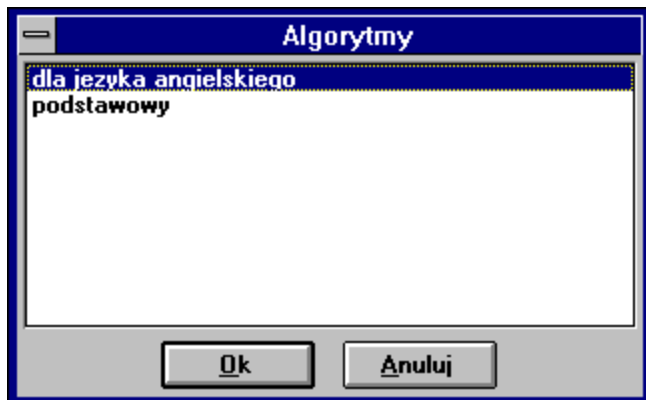 Algorytmy
dla jezyka angielskiego
podstawowy
Ok
Anuluj